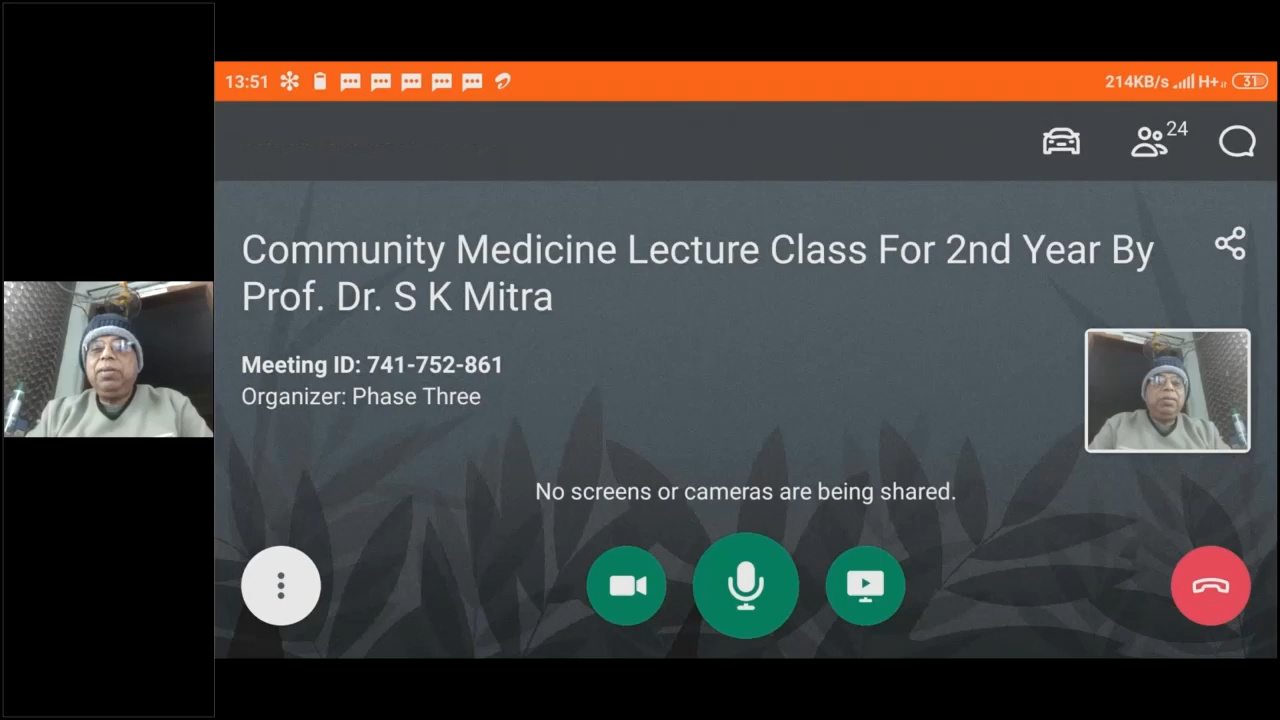 13:51 214KB/s H+ 31
24
Community Medicine Lecture Class For 2nd Year By
Prof. Dr. S K Mitra
Meeting ID: 741-752-861
Organizer: Phase Three
No screens or cameras are being shared.